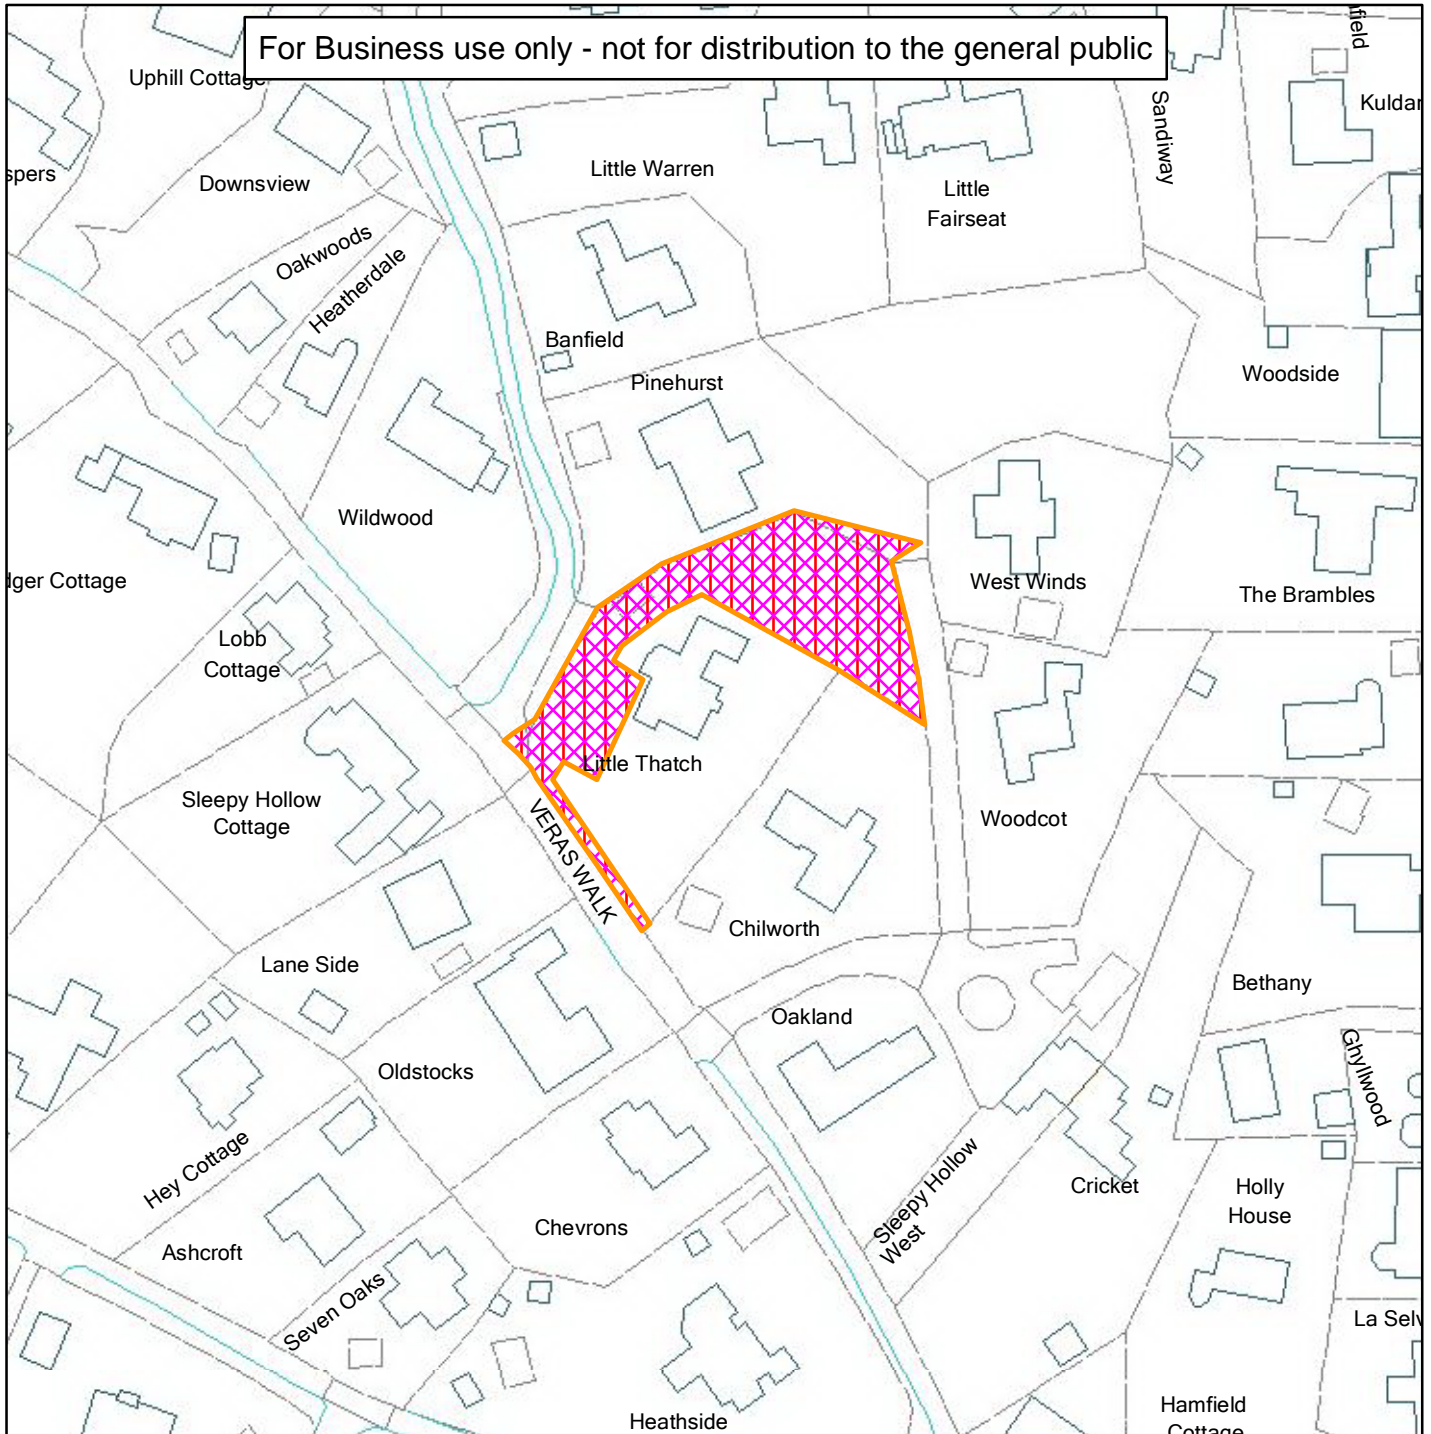 For Business use only - not for distribution to the general public
Uphill Cottage
Kuldar
Sandiway
spers
Downsview
Little Warren
Little
Fairseat
Oakwoods
Heatherdale
Banfield
Pinehurst
Woodside
Wildwood
West Winds
The Brambles
Lobb
Cottage
Little Thatch
Sleepy Hollow
Cottage
VERAS WALK
Woodcot
Chilworth
Lane Side
Bethany
Oakland
Oldstocks
Ghyllwood
Hey Cottage
Sleepy Hollow
West
Cricket
Holly
House
Chevrons
Ashcroft
Seven Oaks
La Selv
Heathside
Hamfield
Cottage